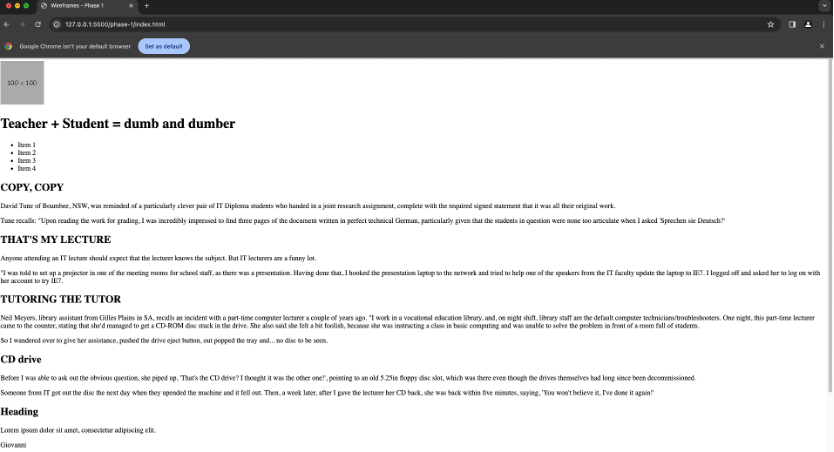 Wireframes - Phase 1
127.0.0.1:5500/phase-1/index.html
Google Chrome isn't your default browser
Set as default
100 × 100
Teacher + Student = dumb and dumber
Item 1
Item 2
Item 3
Item 4
COPY, COPY
David Tune of Boambee, NSW, was reminded of a particularly clever pair of IT Diploma students who handed in a joint research assignment, complete with the required signed statement that it was all their original work.
Tune recalls: "Upon reading the work for grading, I was incredibly impressed to find three pages of the document written in perfect technical German, particularly given that the students in question were none too articulate when I asked 'Sprechen sie Deutsch?'
THAT'S MY LECTURE
Anyone attending an IT lecture should expect that the lecturer knows the subject. But IT lecturers are a funny lot.
"I was told to set up a projector in one of the meeting rooms for school staff, as there was a presentation. Having done that, I hooked the presentation laptop to the network and tried to help one of the speakers from the IT faculty update the laptop to IE7. I logged off and asked her to log on with
her account to try IE7.
TUTORING THE TUTOR
Neil Meyers, library assistant from Gilles Plains in SA, recalls an incident with a part-time computer lecturer a couple of years ago. "I work in a vocational education library, and, on night shift, library staff are the default computer technicians/troubleshooters. One night, this part-time lecturer
came to the counter, stating that she'd managed to get a CD-ROM disc stuck in the drive. She also said she felt a bit foolish, because she was instructing a class in basic computing and was unable to solve the problem in front of a room full of students.
So I wandered over to give her assistance, pushed the drive eject button, out popped the tray and... no disc to be seen.
CD drive
Before I was able to ask out the obvious question, she piped up, 'That's the CD drive? I thought it was the other one!', pointing to an old 5.25in floppy disc slot, which was there even though the drives themselves had long since been decommissioned.
Someone from IT got out the disc the next day when they upended the machine and it fell out. Then, a week later, after I gave the lecturer her CD back, she was back within five minutes, saying, 'You won't believe it, I've done it again!'
Heading
Lorem ipsum dolor sit amet, consectetur adipiscing elit.
Giovanni